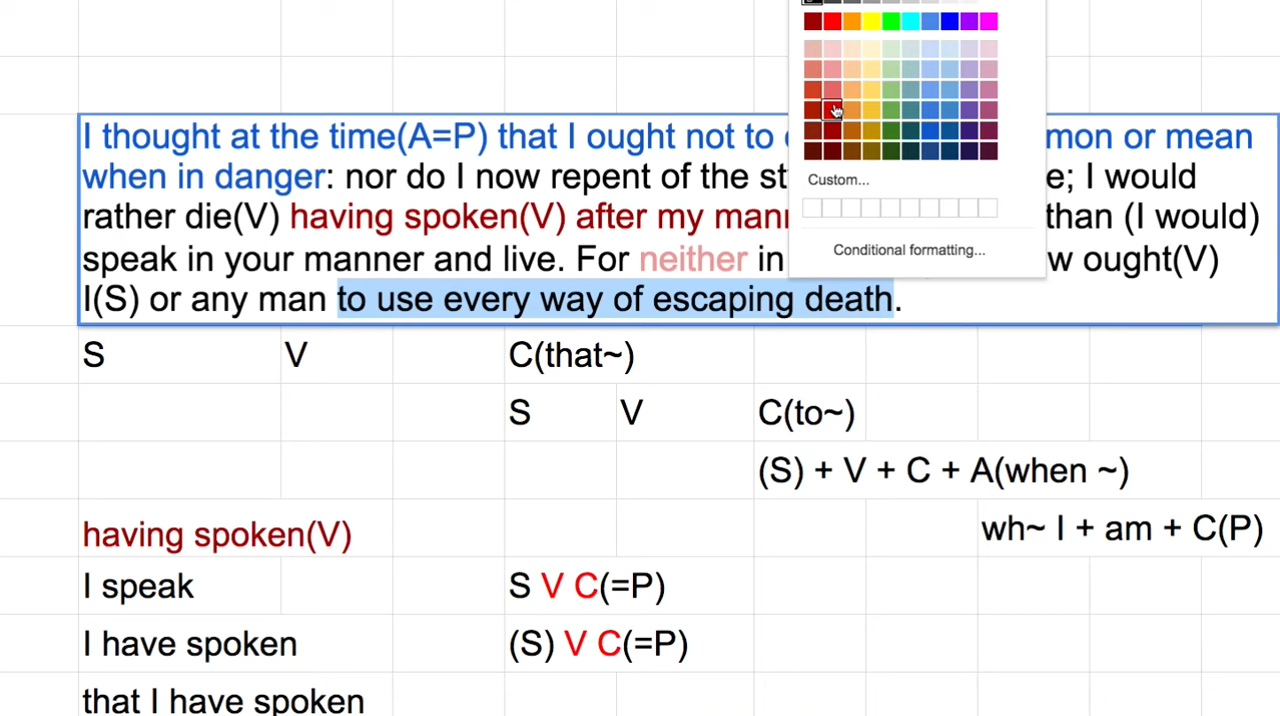 I thought at the time(A=P) that I ought not to mon or mean
when in danger: nor do I now repent of the st e; I would
rather die(V) having spoken(V) after my man than (I would)
speak in your manner and live. For neither in w ought(V)
I(S) or any man to use every way of escaping death.
Custom...
Conditional formatting...
S V C(that~)
S V C(to~)
(S) + V + C + A(when ~)
having spoken(V) wh~ I + am + C(P)
I speak S V C(=P)
I have spoken (S) V C(=P)
that I have spoken